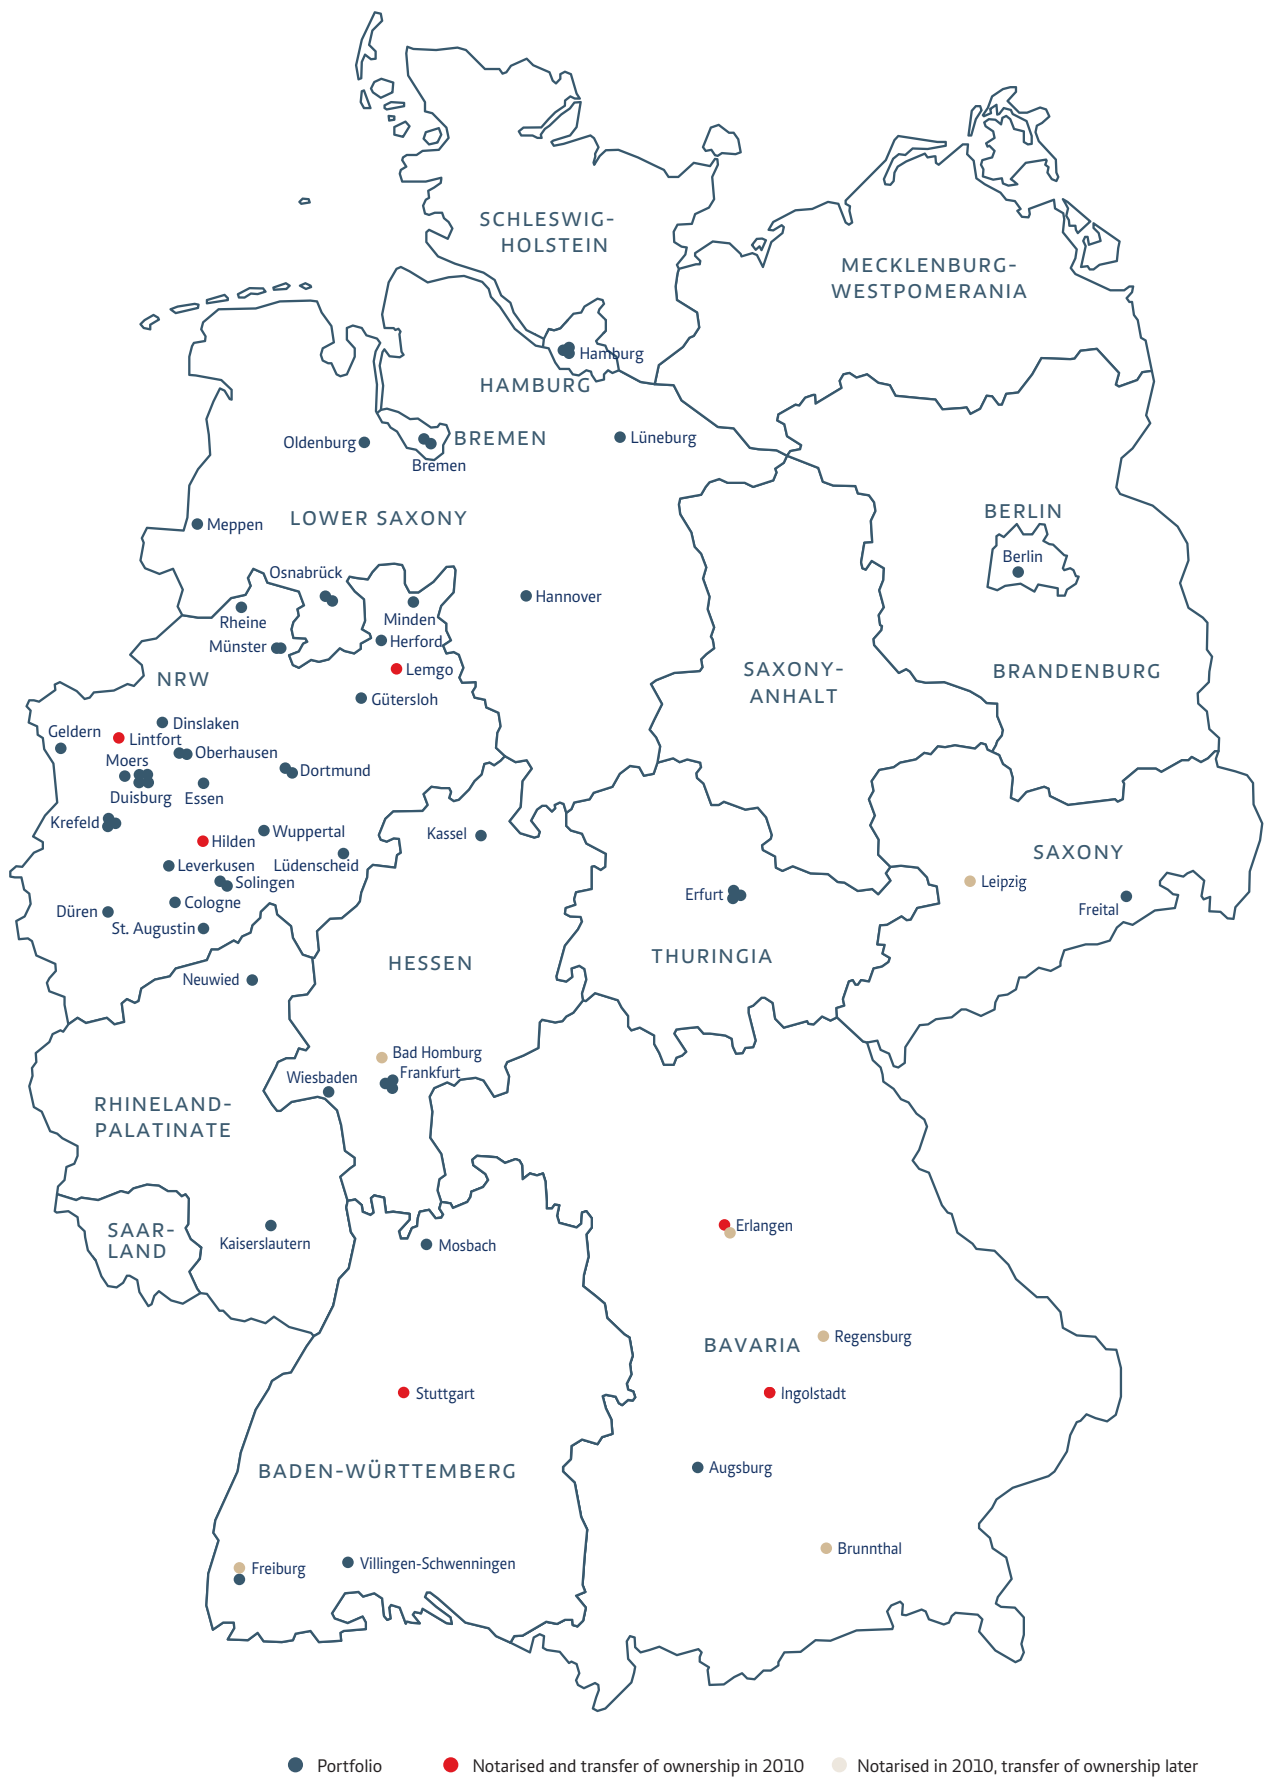 SCHLESWIG-
HOLSTEIN
MECKLENBURG-
WESTPOMERANIA
Hamburg
HAMBURG
Oldenburg
BREMEN
Bremen
Lüneburg
Meppen
LOWER SAXONY
BERLIN
Berlin
Osnabrück
Hannover
Rheine
Minden
Münster
Herford
Lemgo
NRW
SAXONY-
ANHALT
BRANDENBURG
Gütersloh
Geldern
Dinslaken
Lintfort
Oberhausen
Moers
Dortmund
Duisburg
Essen
Krefeld
Hilden
Wuppertal
Kassel
Leverkusen
Lüdenscheid
Solingen
Cologne
Düren
St. Augustin
SAXONY
Leipzig
Erfurt
Freital
HESSEN
THURINGIA
Neuwied
Bad Homburg
Frankfurt
Wiesbaden
RHINELAND-
PALATINATE
SAAR-
LAND
Kaiserslautern
Mosbach
Erlangen
BAVARIA
Regensburg
Stuttgart
Ingolstadt
BADEN-WÜRTTEMBERG
Augsburg
Brunnthal
Freiburg
Villingen-Schwenningen
Portfolio
Notarised and transfer of ownership in 2010
Notarised in 2010, transfer of ownership later